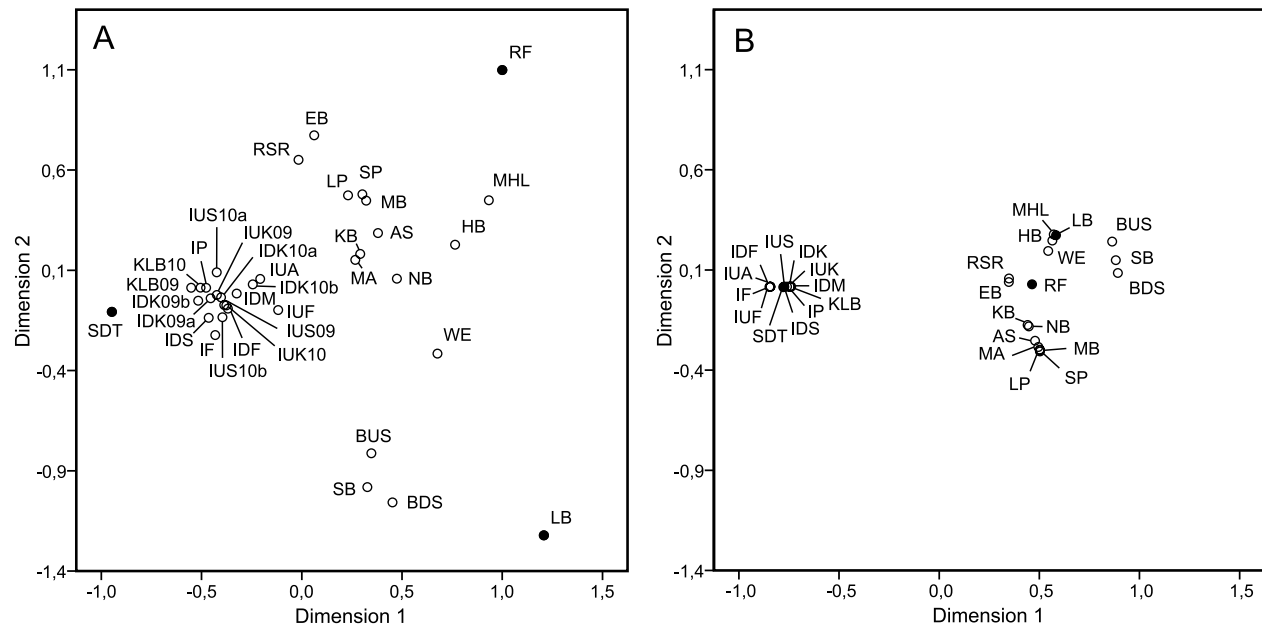 A
RF
EB
RSR
LP
SP
MHL
MB
IUS10a
IUK09
KB
AS
HB
IP
IDK10a
KLB10
IUA
MA
NB
KLB09
IDK10b
IDK09b
IDM
IDK09a
IUF
SDT
IDS
IUS09
WE
IF
IDF
IUK10
IUS10b
BUS
SB
BDS
LB
1,1
0,6
0,1
-0,4
-0,9
-1,4
Dimension 2
-1,0
-0,5
0,0
0,5
1,0
1,5
Dimension 1
B
MHL
LB
BUS
HB
IUS
IDF
IDK
WE
SB
RSR
IUA
IUK
RF
BDS
IF
IDM
EB
KLB
IUF
IP
KB
NB
SDT
IDS
AS
MA
MB
LP
SP
1,1
0,6
0,1
-0,4
-0,9
-1,4
Dimension 2
-1,0
-0,5
0,0
0,5
1,0
1,5
Dimension 1